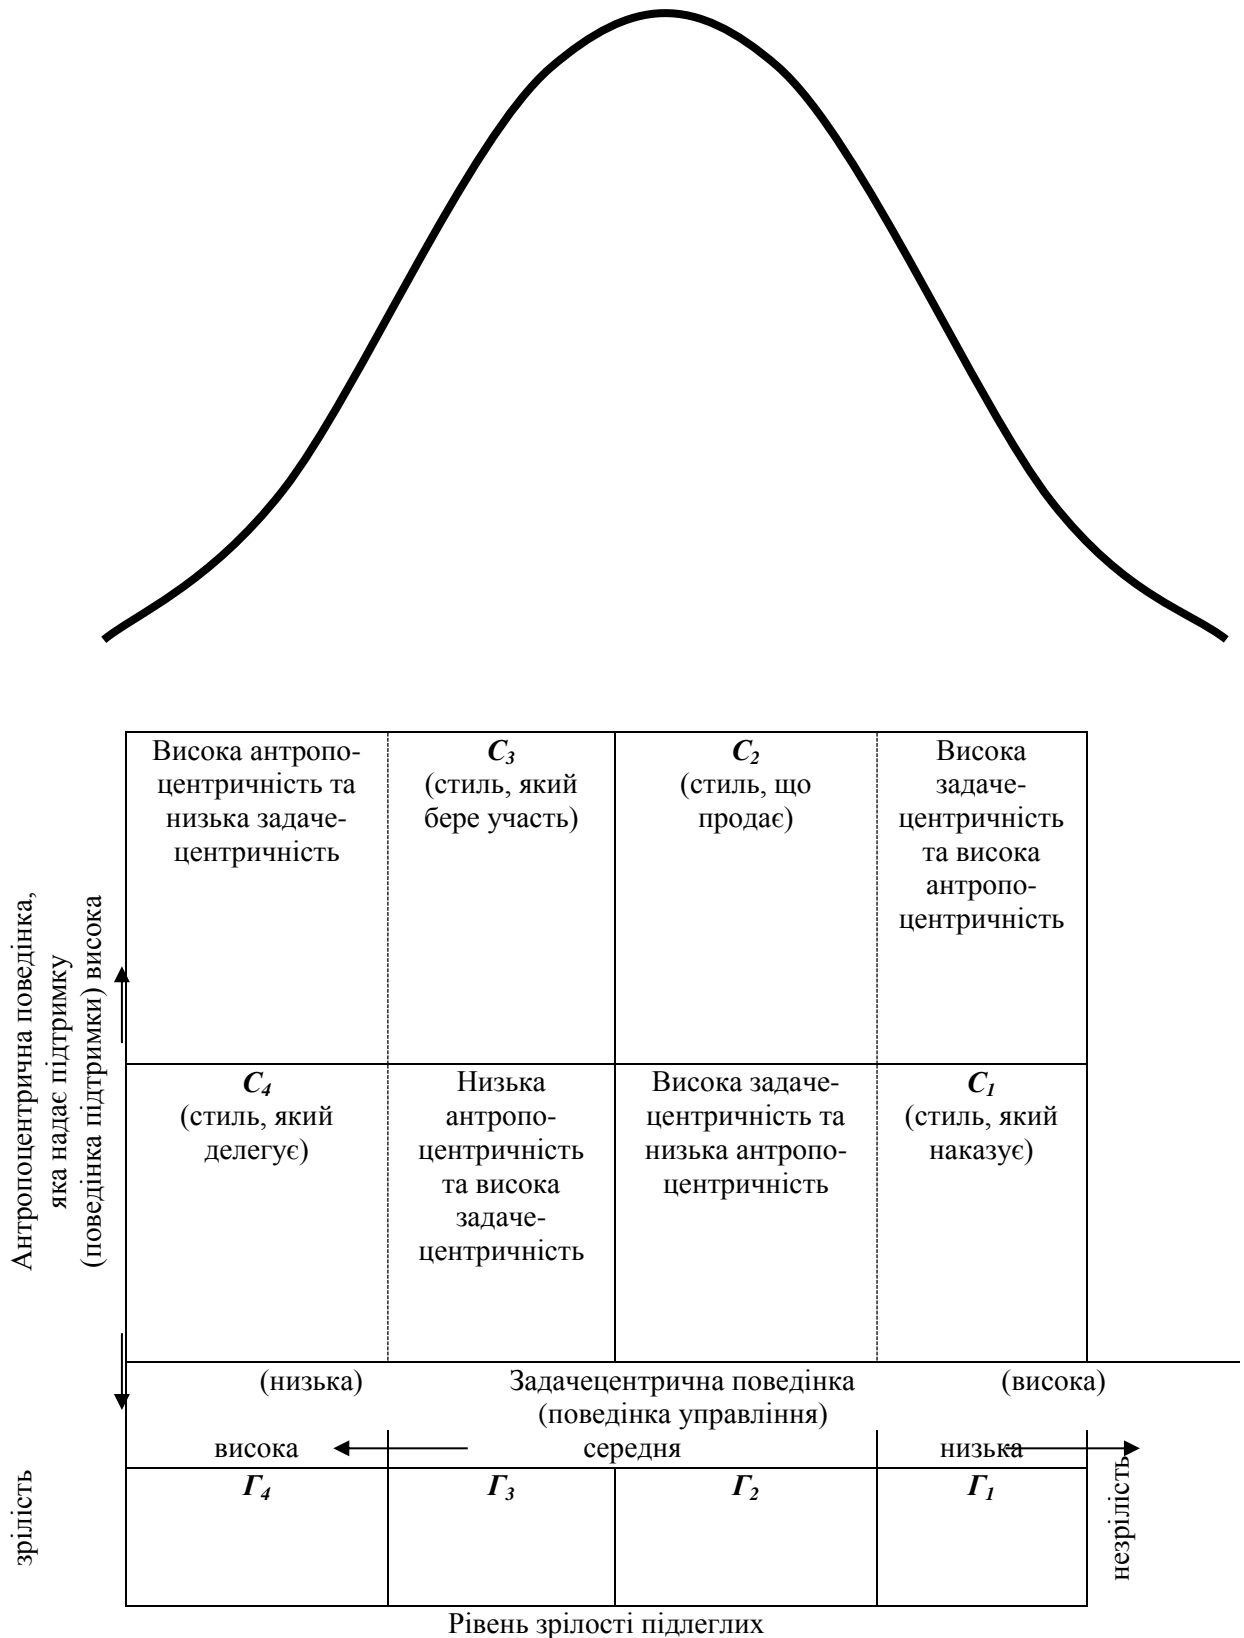 Висока антропо-
центричність та
низька задаче-
центричність
C3
(стиль, який
бере участь)
C2
(стиль, що
продає)
Висока
задаче-
центричність
та висока
антропо-
центричність
Антропоцентрична поведінка,
яка надає підтримку
(поведінка підтримки) висока
C4
(стиль, який
делегує)
Низька
антропо-
центричність
та висока
задаче-
центричність
Висока задаче-
центричність та
низька антропо-
центричність
C1
(стиль, який
наказує)
(низька) Задачецентрична поведінка (висока)
(поведінка управління)
висока середня низька
зрілість
Г4 Г3 Г2 Г1
незрілість
Рівень зрілості підлеглих